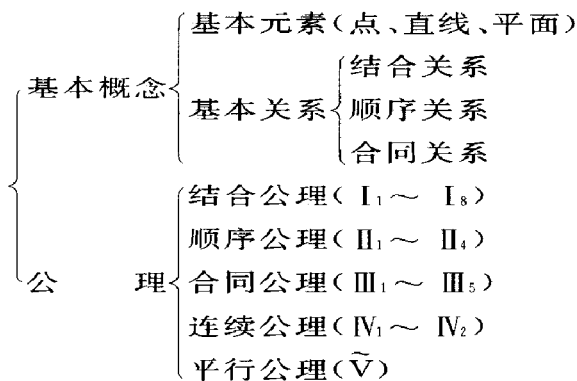 基本元素(点、直线、平面)
基本概念
结合关系
基本关系
顺序关系
合同关系
结合公理(Ⅰ₁～Ⅰ₈)
顺序公理(Ⅱ₁～Ⅱ₄)
公理
合同公理(Ⅲ₁～Ⅲ₅)
连续公理(Ⅳ₁～Ⅳ₂)
平行公理(Ṽ)